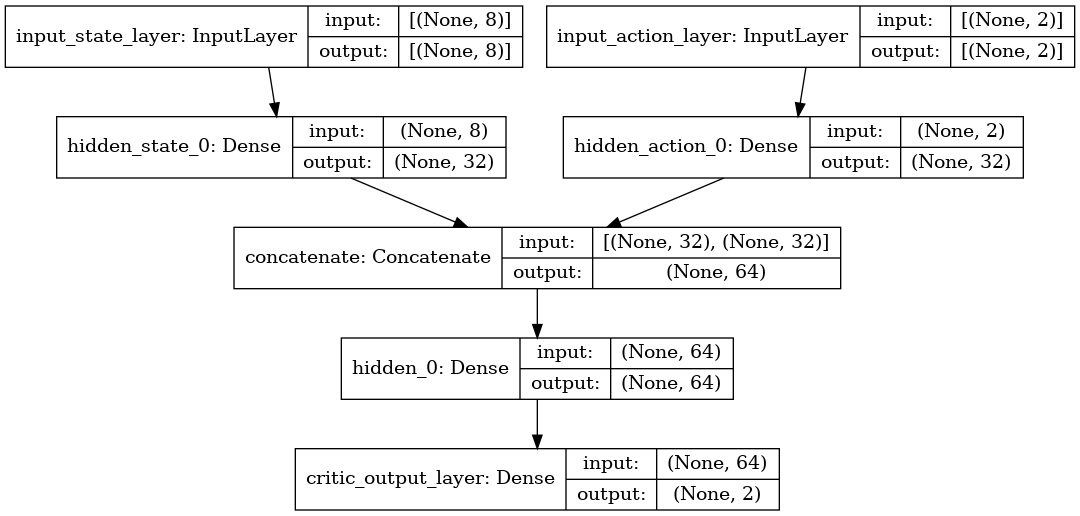 input_state_layer: InputLayer
input: [(None, 8)]
output: [(None, 8)]
input_action_layer: InputLayer
input: [(None, 2)]
output: [(None, 2)]
hidden_state_0: Dense
input: (None, 8)
output: (None, 32)
hidden_action_0: Dense
input: (None, 2)
output: (None, 32)
concatenate: Concatenate
input: [(None, 32), (None, 32)]
output: (None, 64)
hidden_0: Dense
input: (None, 64)
output: (None, 64)
critic_output_layer: Dense
input: (None, 64)
output: (None, 2)